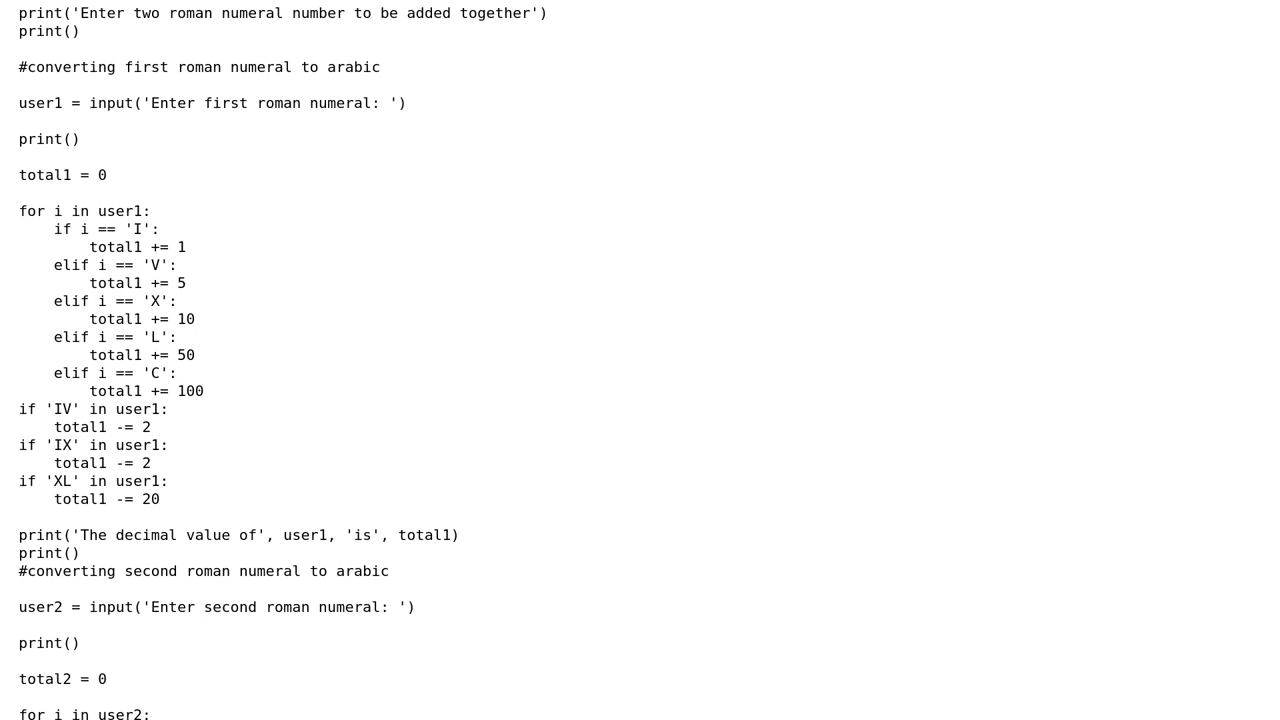 print('Enter two roman numeral number to be added together')
print()

#converting first roman numeral to arabic

user1 = input('Enter first roman numeral: ')

print()

total1 = 0

for i in user1:
    if i == 'I':
        total1 += 1
    elif i == 'V':
        total1 += 5
    elif i == 'X':
        total1 += 10
    elif i == 'L':
        total1 += 50
    elif i == 'C':
        total1 += 100
if 'IV' in user1:
    total1 -= 2
if 'IX' in user1:
    total1 -= 2
if 'XL' in user1:
    total1 -= 20

print('The decimal value of', user1, 'is', total1)
print()
#converting second roman numeral to arabic

user2 = input('Enter second roman numeral: ')

print()

total2 = 0

for i in user2: